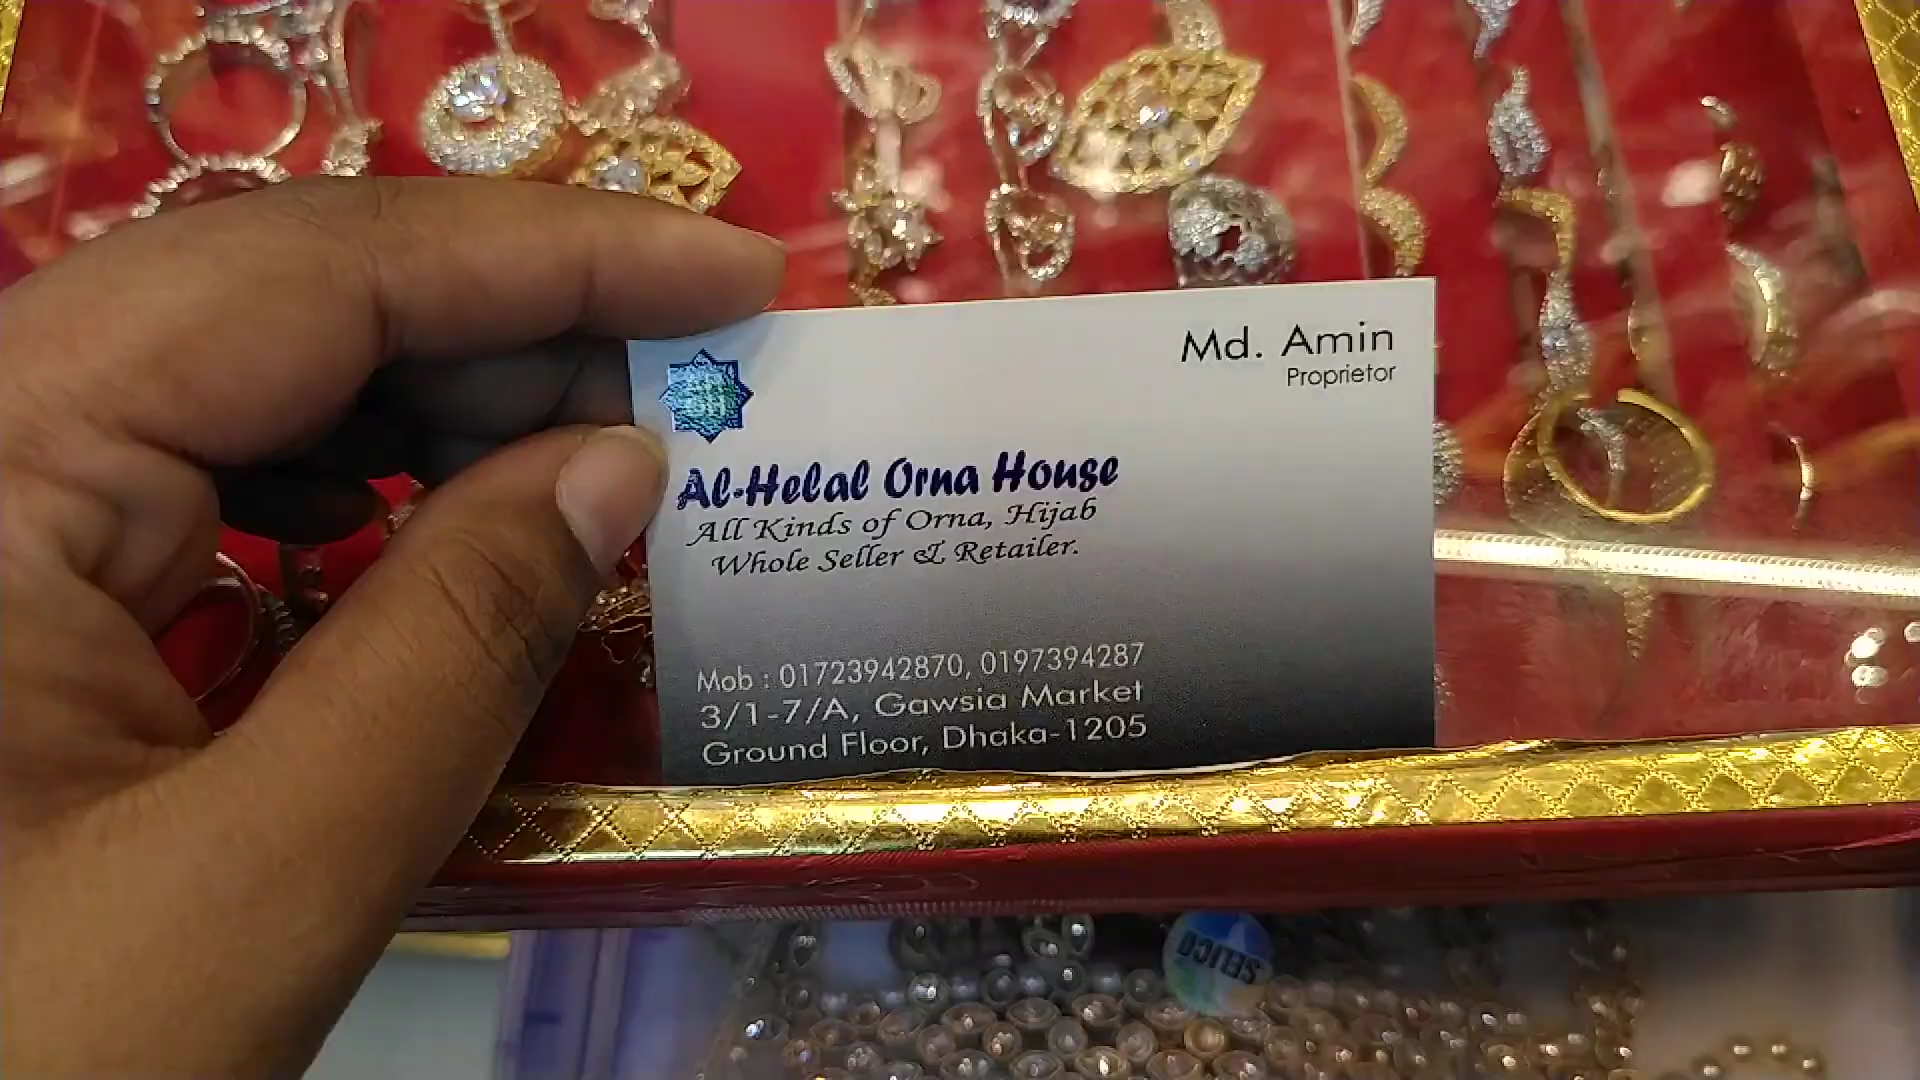 Md. Amin
Proprietor
Al-Helal Orna House
All Kinds of Orna, Hijab
Whole Seller & Retailer.
Mob : 01723942870, 0197394287
3/1-7/A, Gawsia Market
Ground Floor, Dhaka-1205
SELICO